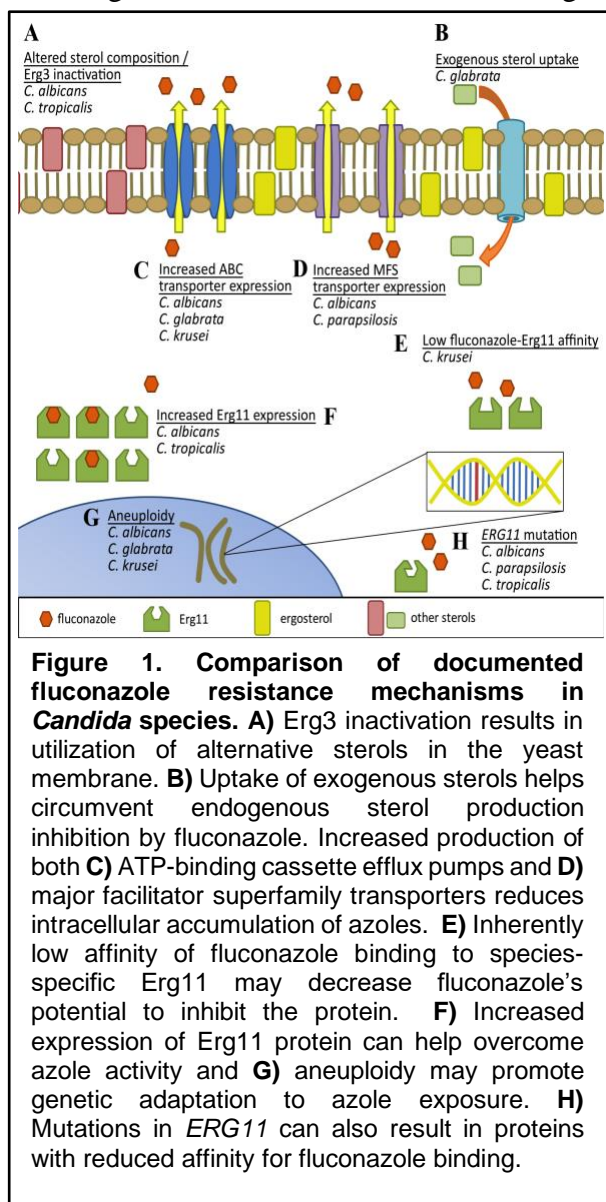 A
Altered sterol composition /
Erg3 inactivation
C. albicans
C. tropicalis
B
Exogenous sterol uptake
C. glabrata
C Increased ABC
transporter expression
C. albicans
C. glabrata
C. krusei
D Increased MFS
transporter expression
C. albicans
C. parapsilosis
E Low fluconazole-Erg11 affinity
C. krusei
Increased Erg11 expression F
C. albicans
C. tropicalis
G Aneuploidy
C. albicans
C. glabrata
C. krusei
H ERG11 mutation
C. albicans
C. parapsilosis
C. tropicalis
fluconazole Erg11 ergosterol other sterols
Figure 1. Comparison of documented
fluconazole resistance mechanisms in
Candida species. A) Erg3 inactivation results in
utilization of alternative sterols in the yeast
membrane. B) Uptake of exogenous sterols helps
circumvent endogenous sterol production
inhibition by fluconazole. Increased production of
both C) ATP-binding cassette efflux pumps and D)
major facilitator superfamily transporters reduces
intracellular accumulation of azoles. E) Inherently
low affinity of fluconazole binding to species-
specific Erg11 may decrease fluconazole's
potential to inhibit the protein. F) Increased
expression of Erg11 protein can help overcome
azole activity and G) aneuploidy may promote
genetic adaptation to azole exposure. H)
Mutations in ERG11 can also result in proteins
with reduced affinity for fluconazole binding.